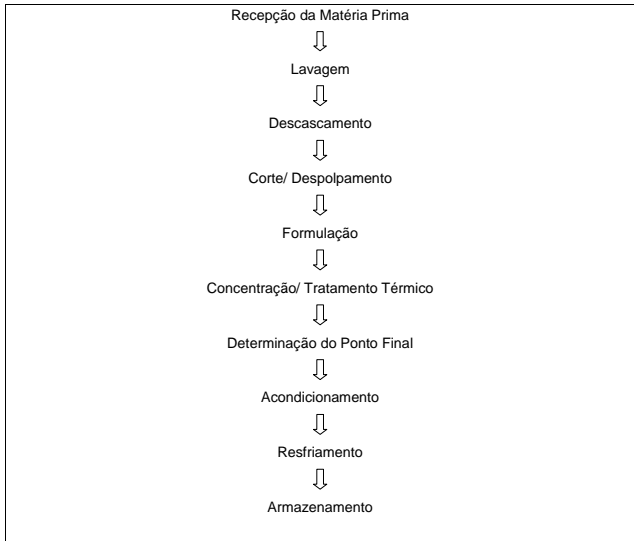 Recepção da Matéria Prima
Lavagem
Descascamento
Corte/ Despolpamento
Formulação
Concentração/ Tratamento Térmico
Determinação do Ponto Final
Acondicionamento
Resfriamento
Armazenamento